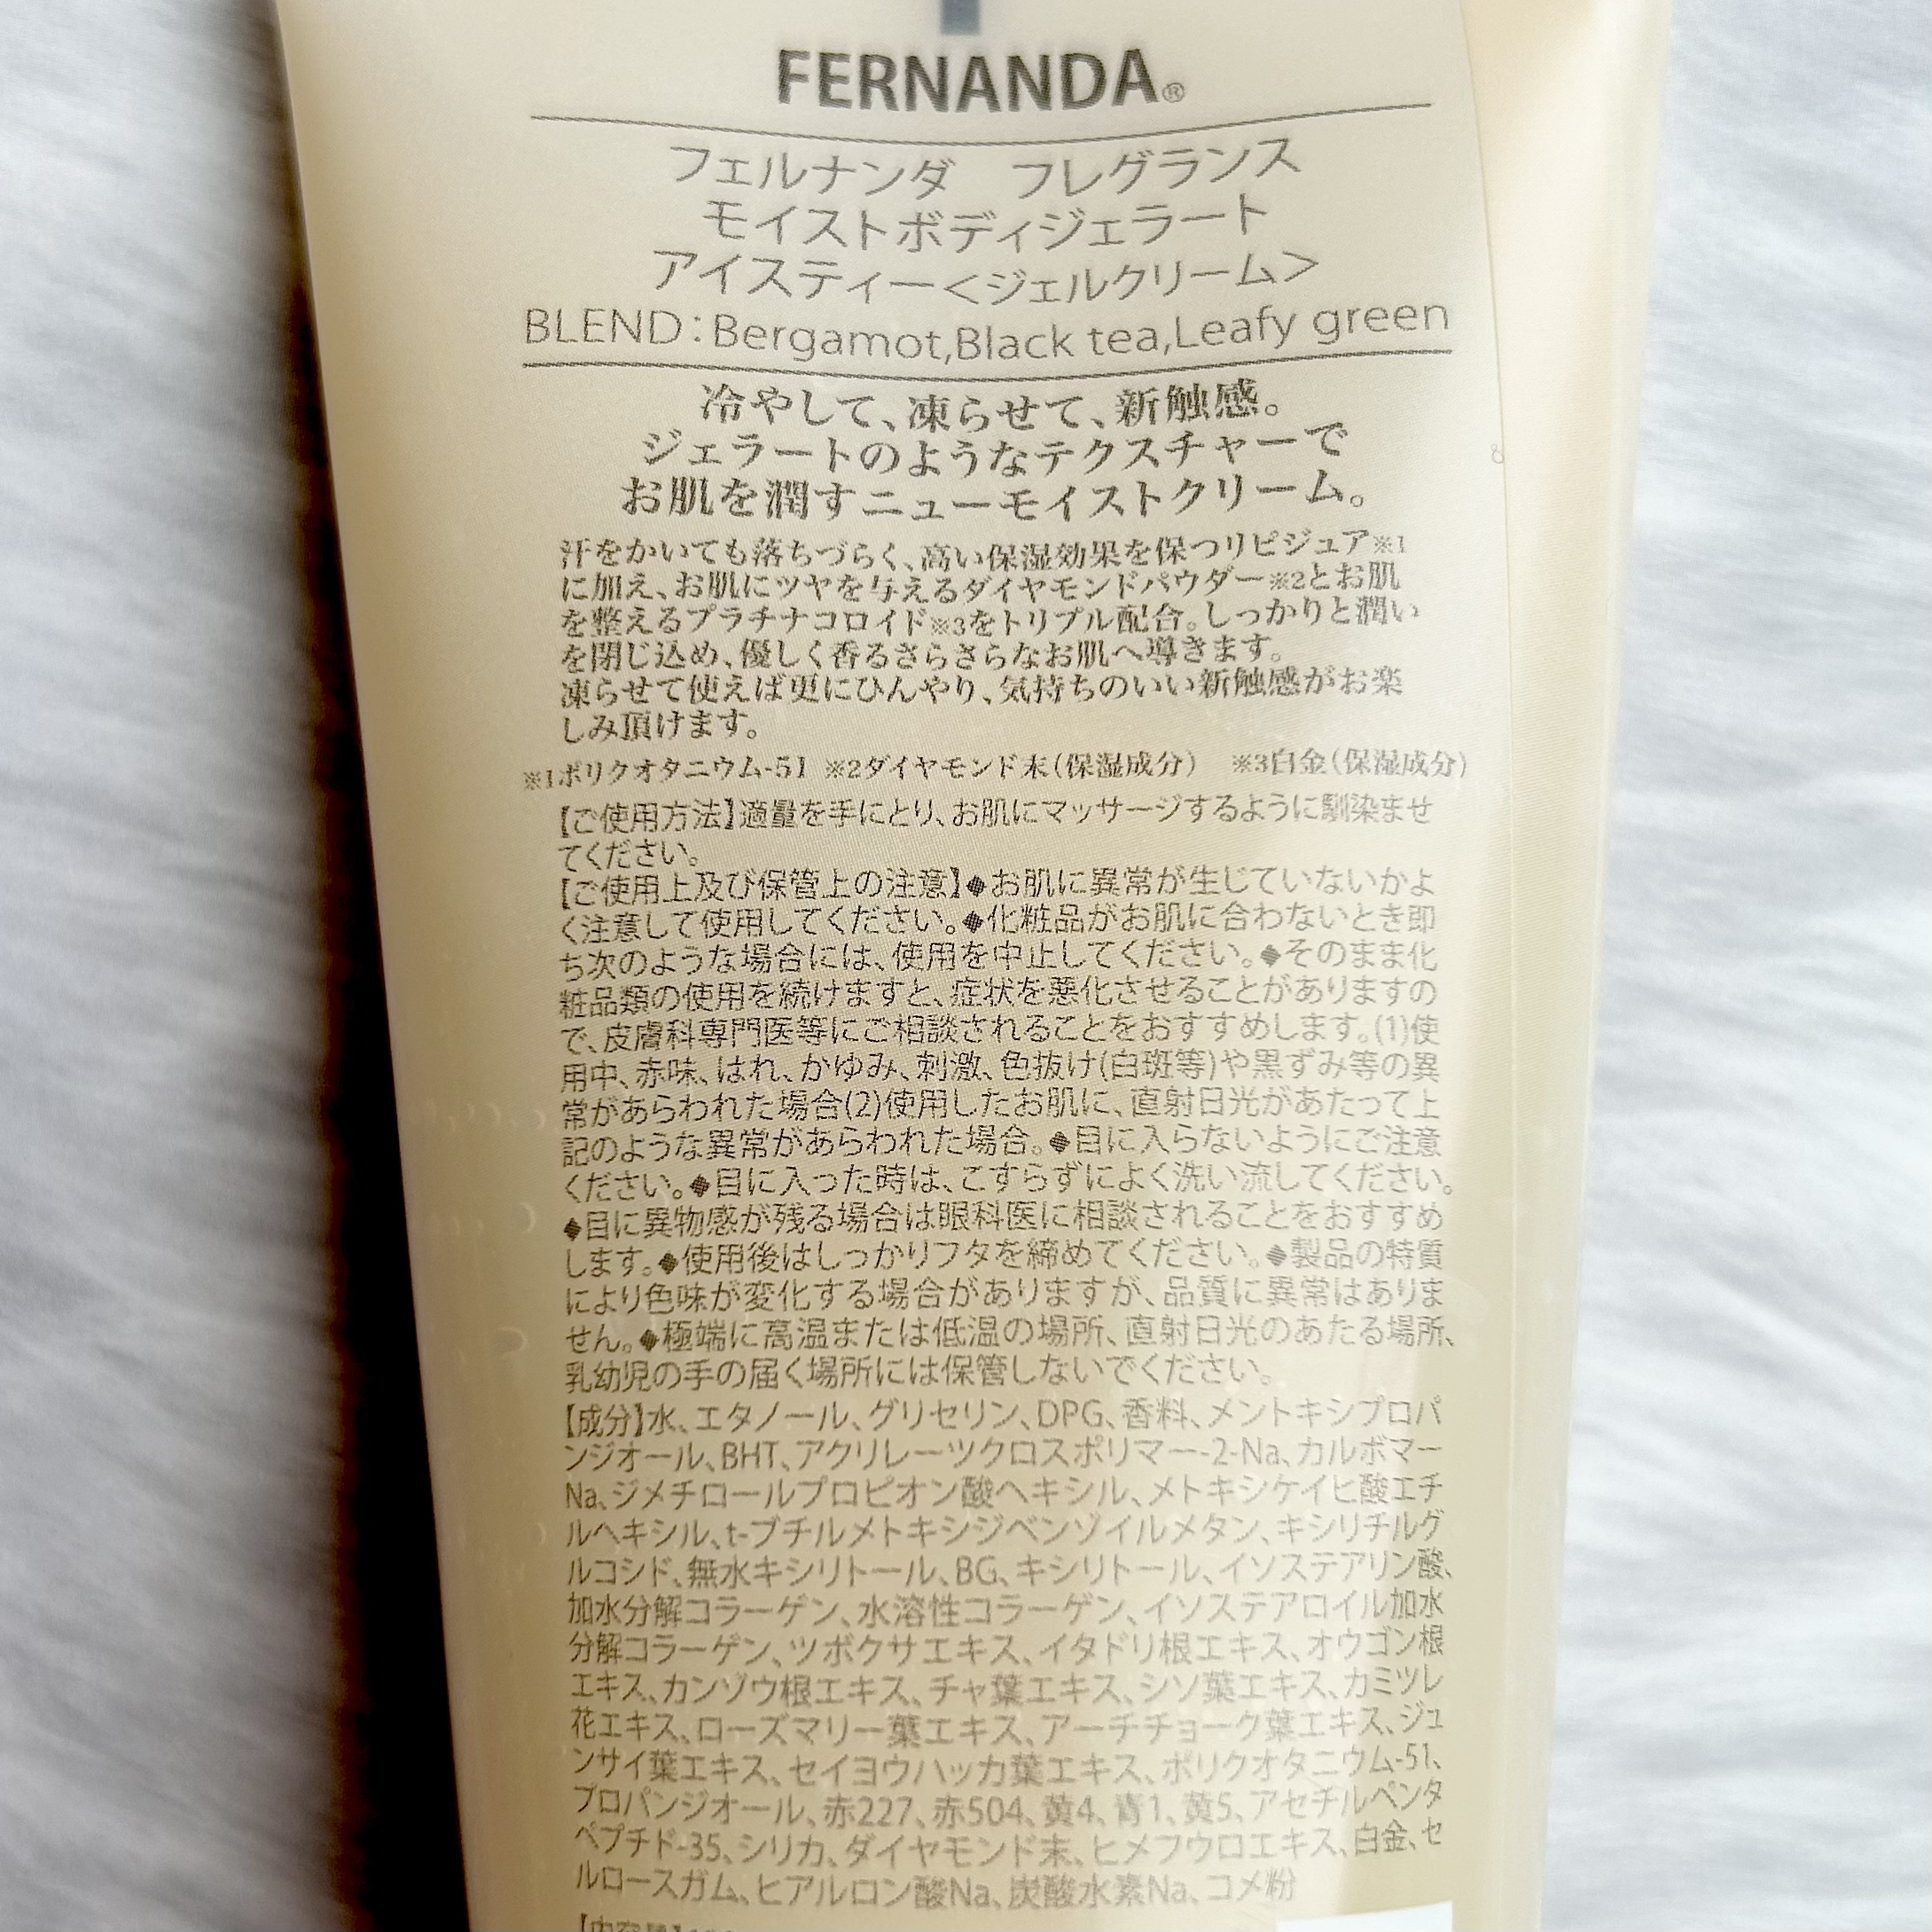 FERNANDA®
フェルナンダ　フレグランス
モイストボディジェラート
アイスティー＜ジェルクリーム＞
BLEND：Bergamot,Black tea,Leafy green
冷やして、凍らせて、新触感。
ジェラートのようなテクスチャーで
お肌を潤すニューモイストクリーム。
汗をかいても落ちづらく、高い保湿効果を保つリピジュア※1
に加え、お肌にツヤを与えるダイヤモンドパウダー※2とお肌
を整えるプラチナコロイド※3をトリプル配合。しっかりと潤い
を閉じ込め、優しく香るさらさらなお肌へ導きます。
凍らせて使えば更にひんやり、気持ちのいい新触感がお楽
しみ頂けます。
※1ポリクオタニウム-51 ※2ダイヤモンド末（保湿成分） ※3白金（保湿成分）
【ご使用方法】適量を手にとり、お肌にマッサージするように馴染ませ
てください。
【ご使用上及び保管上の注意】◆お肌に異常が生じていないかよ
く注意して使用してください。◆化粧品がお肌に合わないとき即
ち次のような場合には、使用を中止してください。◆そのまま化
粧品類の使用を続けますと、症状を悪化させることがありますの
で、皮膚科専門医等にご相談されることをおすすめします。(1)使
用中、赤味、はれ、かゆみ、刺激、色抜け(白斑等)や黒ずみ等の異
常があらわれた場合(2)使用したお肌に、直射日光があたって上
記のような異常があらわれた場合。◆目に入らないようにご注意
ください。◆目に入った時は、こすらずによく洗い流してください。
◆目に異物感が残る場合は眼科医に相談されることをおすすめ
します。◆使用後はしっかりフタを締めてください。◆製品の特質
により色味が変化する場合がありますが、品質に異常はありま
せん。◆極端に高温または低温の場所、直射日光のあたる場所、
乳幼児の手の届く場所には保管しないでください。
【成分】水、エタノール、グリセリン、DPG、香料、メントキシプロパ
ンジオール、BHT、アクリレーツクロスポリマー-2-Na、カルボマー
Na、ジメチロールプロピオン酸ヘキシル、メトキシケイヒ酸エチ
ルヘキシル、t-ブチルメトキシジベンゾイルメタン、キシリチルグ
ルコシド、無水キシリトール、BG、キシリトール、イソステアリン酸、
加水分解コラーゲン、水溶性コラーゲン、イソステアロイル加水
分解コラーゲン、ツボクサエキス、イタドリ根エキス、オウゴン根
エキス、カンゾウ根エキス、チャ葉エキス、シソ葉エキス、カミツレ
花エキス、ローズマリー葉エキス、アーチチョーク葉エキス、ジュ
ンサイ葉エキス、セイヨウハッカ葉エキス、ポリクオタニウム-51、
プロパンジオール、赤227、赤504、黄4、青1、黄5、アセチルペンタ
ペプチド-35、シリカ、ダイヤモンド末、ヒメフウロエキス、白金、セ
ルロースガム、ヒアルロン酸Na、炭酸水素Na、コメ粉